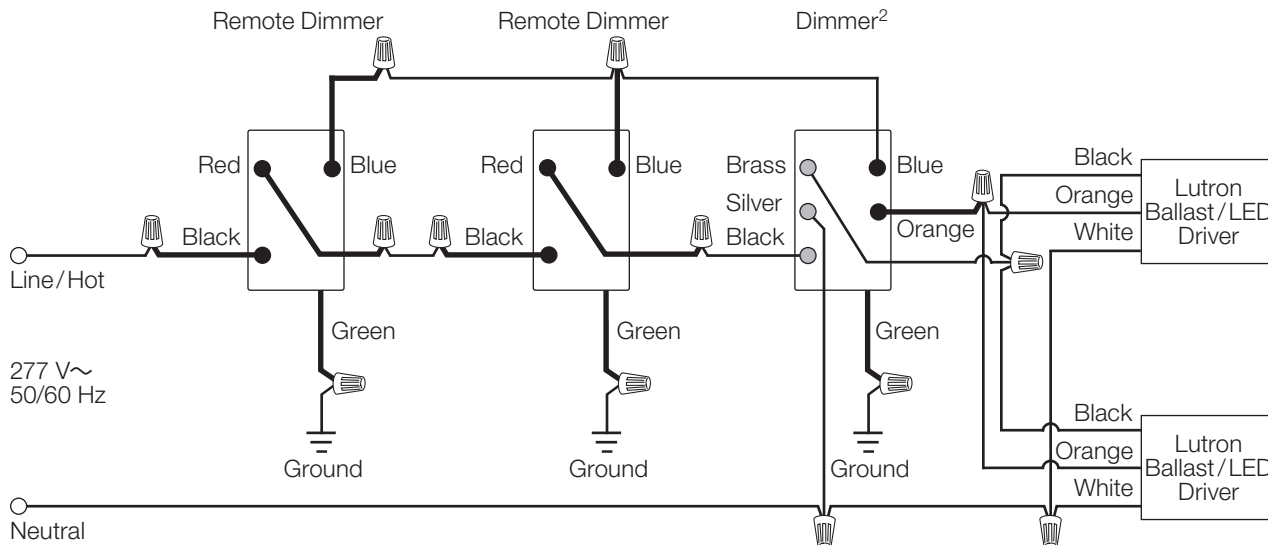 Remote Dimmer
Remote Dimmer
Dimmer²
Red
Blue
Black
Green
Ground
Red
Blue
Black
Green
Ground
Brass
Silver
Black
Blue
Orange
Green
Ground
Black
Orange
White
Lutron
Ballast/LED
Driver
Black
Orange
White
Lutron
Ballast/LED
Driver
Line/Hot
277 V~
50/60 Hz
Neutral